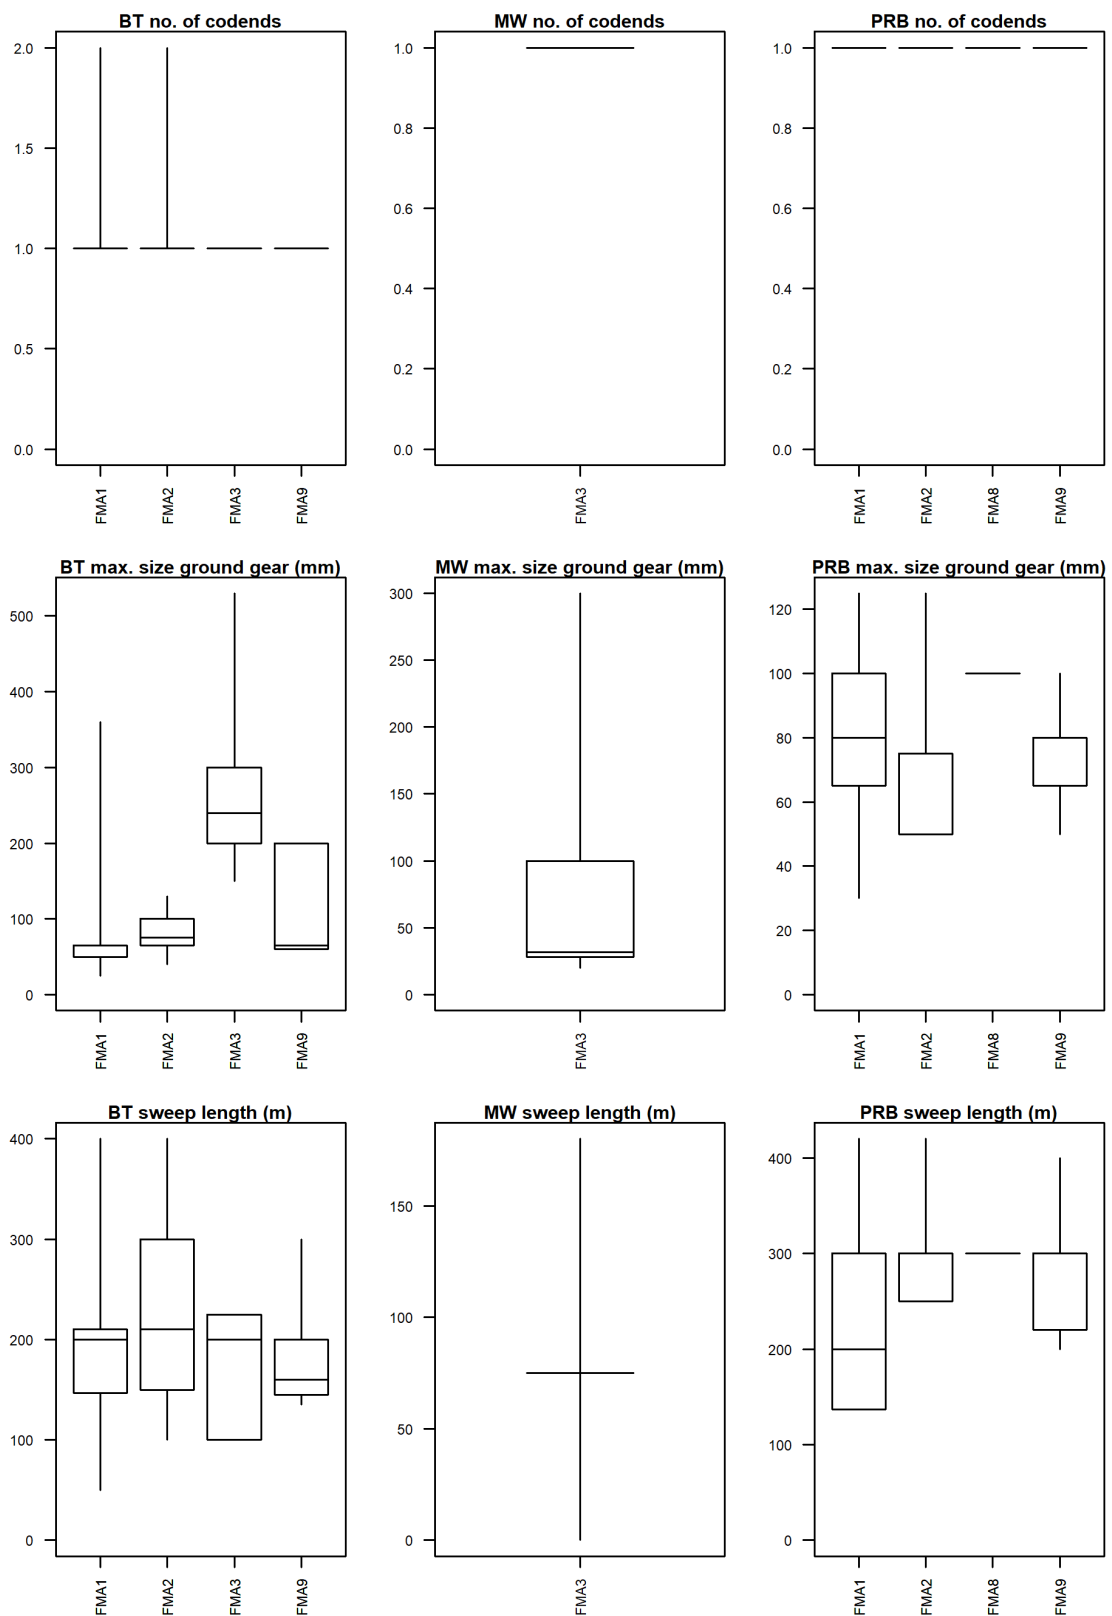 BT no. of codends
2.0
1.5
1.0
0.5
0.0
FMA1
FMA2
FMA3
FMA9
MW no. of codends
1.0
0.8
0.6
0.4
0.2
0.0
FMA3
PRB no. of codends
1.0
0.8
0.6
0.4
0.2
0.0
FMA1
FMA2
FMA8
FMA9
BT max. size ground gear (mm)
500
400
300
200
100
0
FMA1
FMA2
FMA3
FMA9
MW max. size ground gear (mm)
300
250
200
150
100
50
0
FMA3
PRB max. size ground gear (mm)
120
100
80
60
40
20
0
FMA1
FMA2
FMA8
FMA9
BT sweep length (m)
400
300
200
100
0
FMA1
FMA2
FMA3
FMA9
MW sweep length (m)
150
100
50
0
FMA3
PRB sweep length (m)
400
300
200
100
0
FMA1
FMA2
FMA8
FMA9